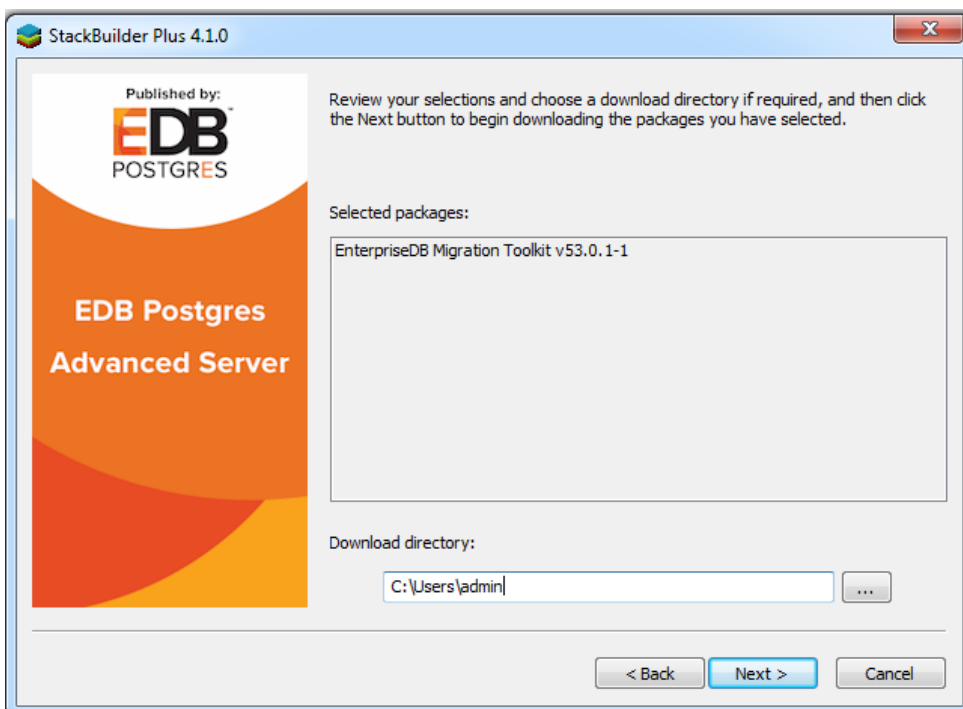 StackBuilder Plus 4.1.0
Published by:
EDB™
POSTGRES
EDB Postgres
Advanced Server
Review your selections and choose a download directory if required, and then click
the Next button to begin downloading the packages you have selected.
Selected packages:
EnterpriseDB Migration Toolkit v53.0.1-1
Download directory:
C:\Users\admin
...
< Back
Next >
Cancel